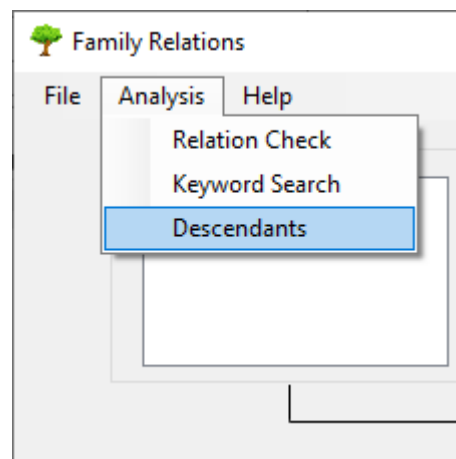 Family Relations
File Analysis Help
Relation Check
Keyword Search
Descendants